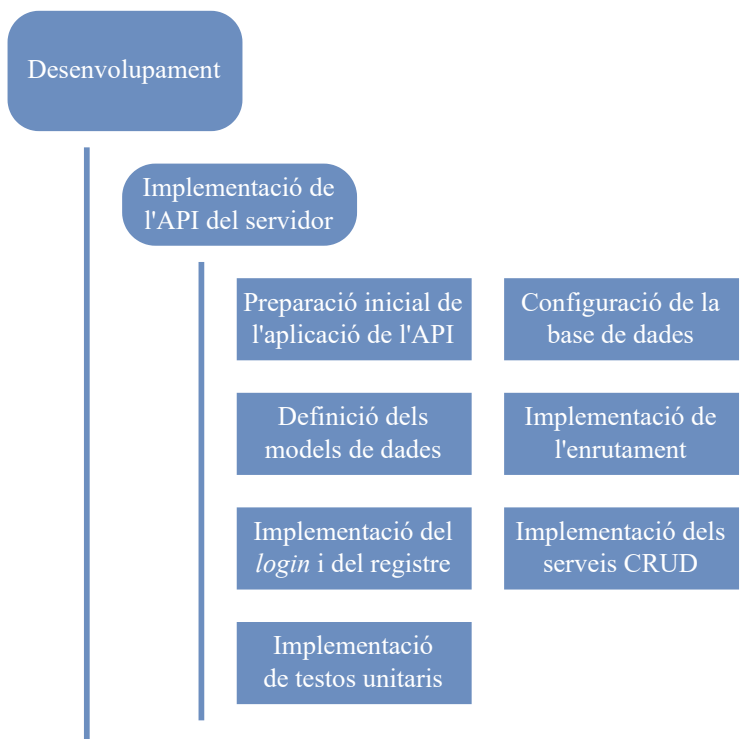 Desenvolupament
Implementació de
l'API del servidor
Preparació inicial de
l'aplicació de l'API
Configuració de la
base de dades
Definició dels
models de dades
Implementació de
l'enrutament
Implementació del
login i del registre
Implementació dels
serveis CRUD
Implementació
de testos unitaris